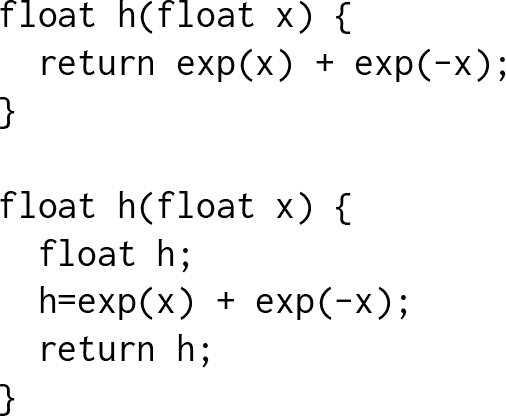 float h(float x) {
  return exp(x) + exp(-x);
}

float h(float x) {
  float h;
  h=exp(x) + exp(-x);
  return h;
}